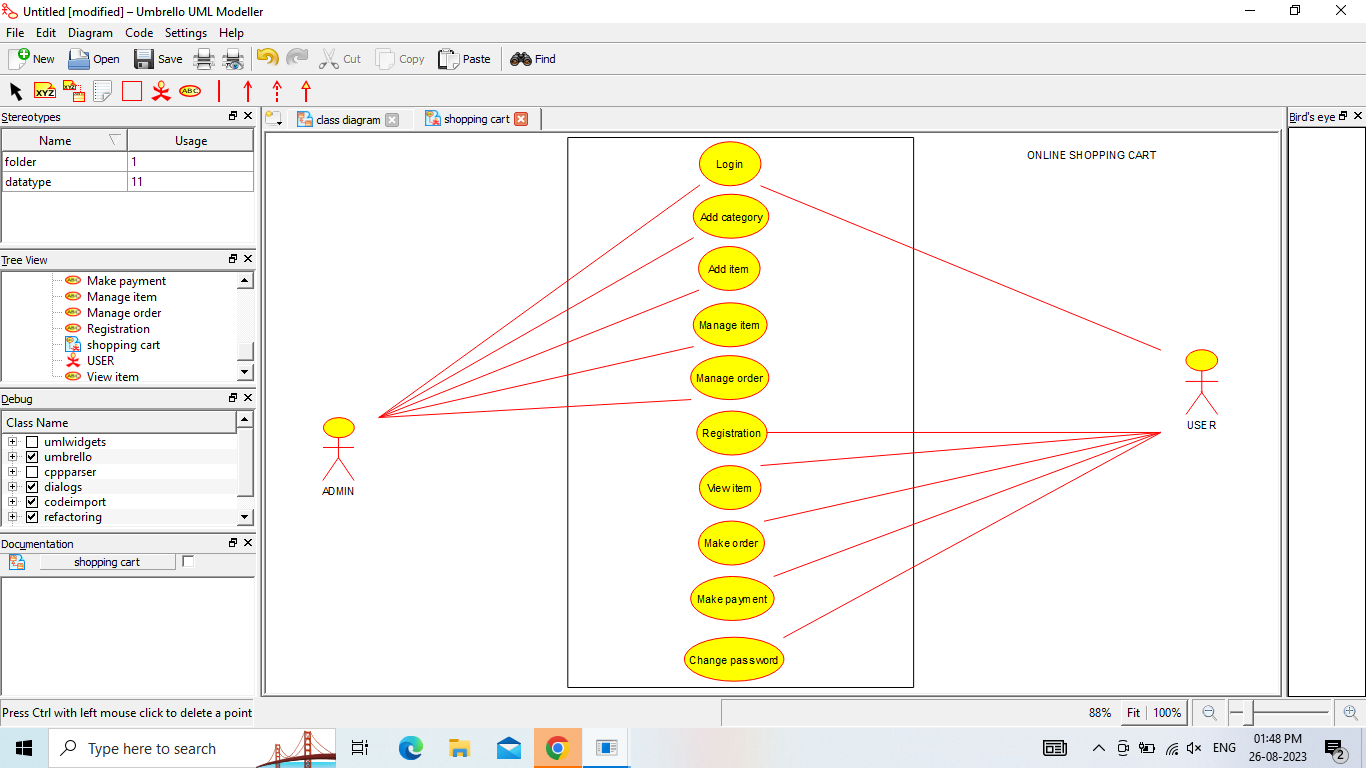 Untitled [modified] – Umbrello UML Modeller
File Edit Diagram Code Settings Help
New Open Save Cut Copy Paste Find
XYZ XYZ ABC
Stereotypes
Name Usage
folder 1
datatype 11
Tree View
Make payment
Manage item
Manage order
Registration
shopping cart
USER
View item
Debug
Class Name
umlwidgets
umbrello
cppparser
dialogs
codeimport
refactoring
Documentation
shopping cart
class diagram shopping cart
ONLINE SHOPPING CART
Login
Add category
Add item
Manage item
Manage order
Registration
View item
Make order
Make payment
Change password
ADMIN
USER
Bird's eye
Press Ctrl with left mouse click to delete a point
88% Fit 100%
Type here to search
ENG
01:48 PM
26-08-2023
2